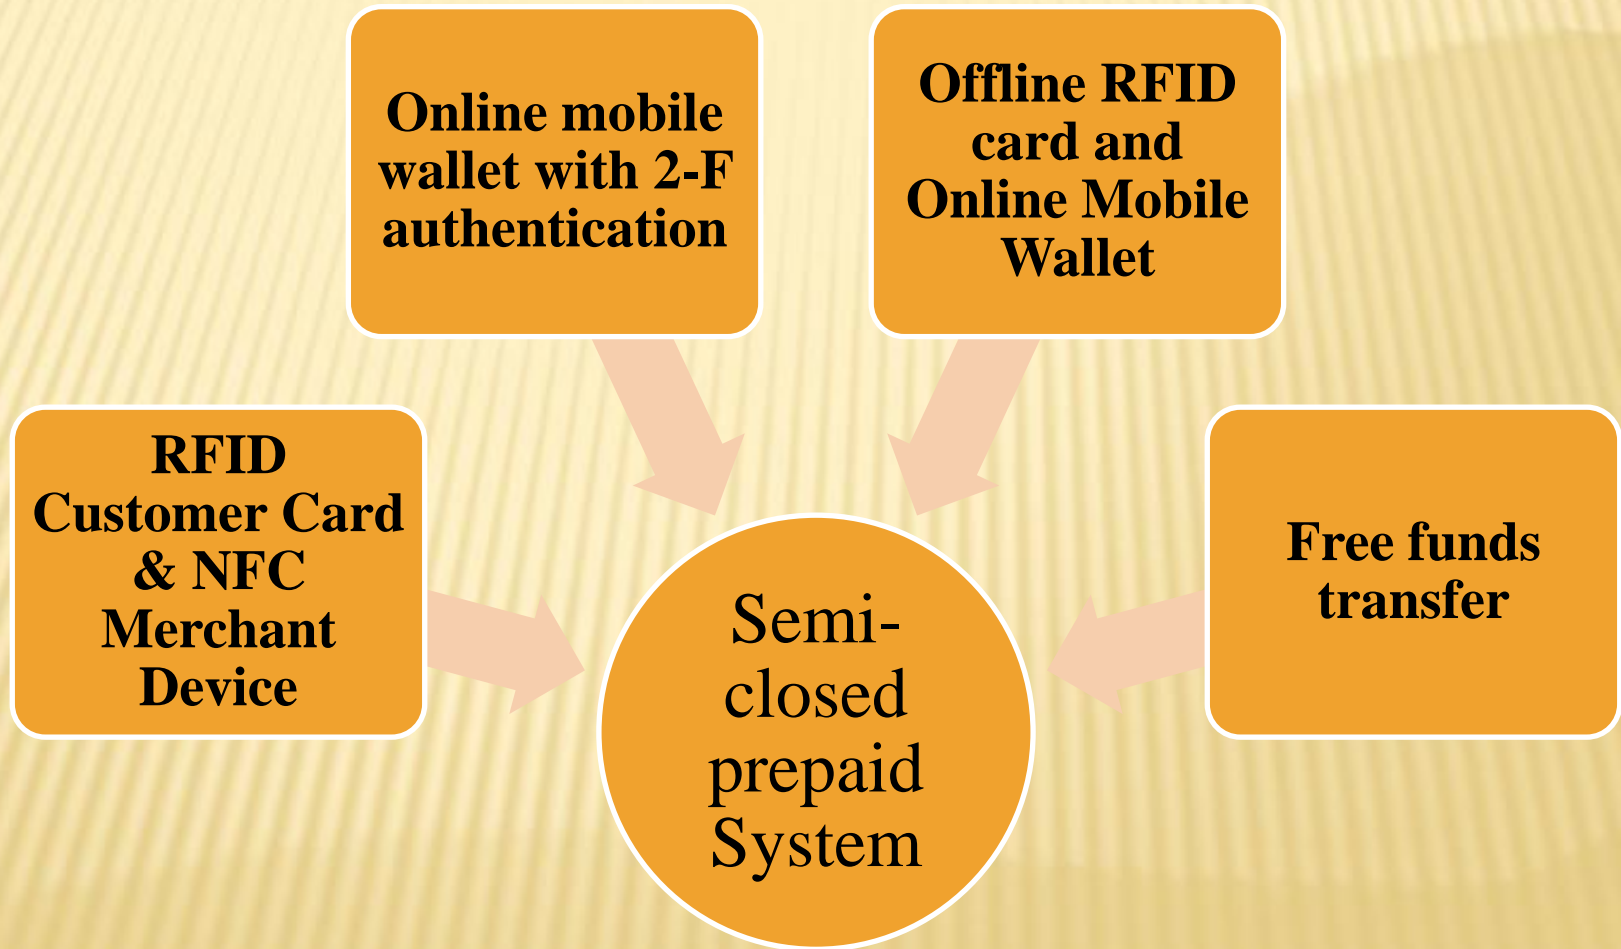 Online mobile
wallet with 2-F
authentication
Offline RFID
card and
Online Mobile
Wallet
RFID
Customer Card
& NFC
Merchant
Device
Free funds
transfer
Semi-
closed
prepaid
System